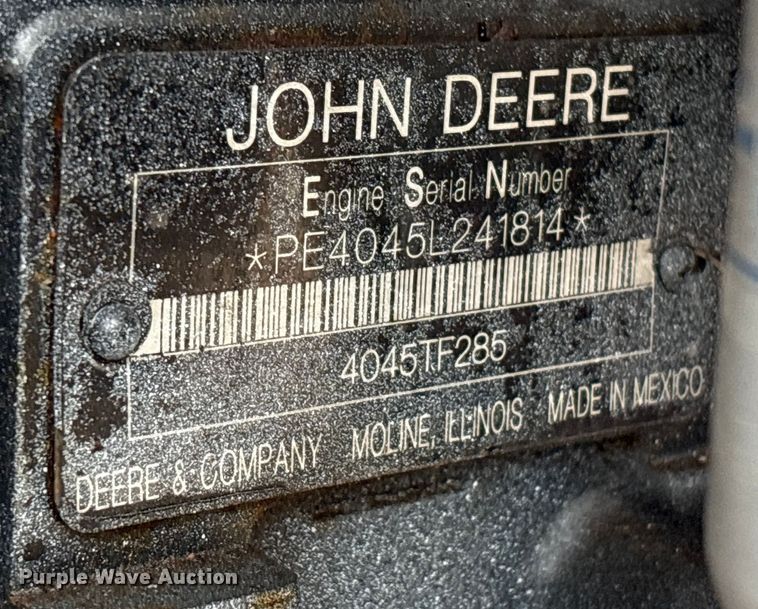 JOHN DEERE
Engine Serial Number
*PE4045L241814*
4045TF285
DEERE & COMPANY MOLINE, ILLINOIS MADE IN MEXICO
Purple Wave Auction